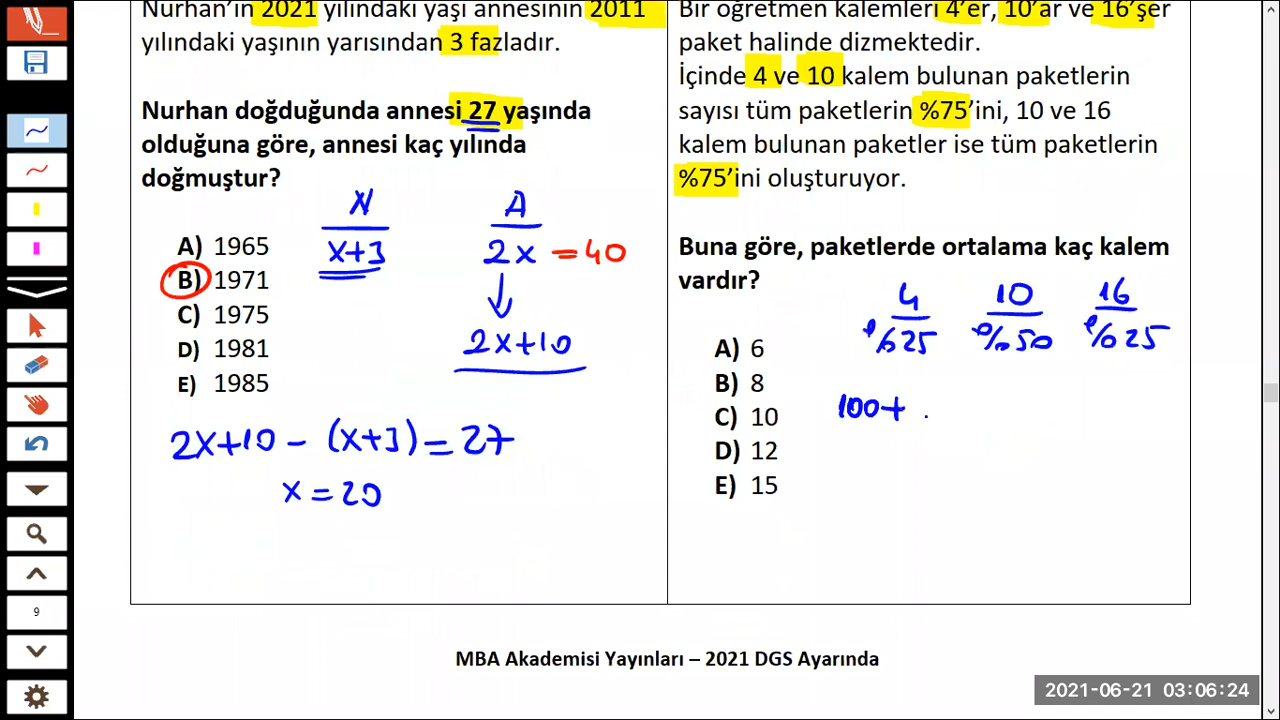 Nurhan'ın 2021 yılındaki yaşı annesinin 2011
yılındaki yaşının yarısından 3 fazladır.
Nurhan doğduğunda annesi 27 yaşında
olduğuna göre, annesi kaç yılında
doğmuştur?
N
A
x+3
2x = 40
2x+10
A) 1965
B) 1971
C) 1975
D) 1981
E) 1985
2x+10 - (x+3) = 27
x = 20
Bir öğretmen kalemleri 4'er, 10'ar ve 16'şer
paket halinde dizmektedir.
İçinde 4 ve 10 kalem bulunan paketlerin
sayısı tüm paketlerin %75'ini, 10 ve 16
kalem bulunan paketler ise tüm paketlerin
%75'ini oluşturuyor.
Buna göre, paketlerde ortalama kaç kalem
vardır?
4 10 16
%25 %50 %25
A) 6
B) 8
C) 10
D) 12
E) 15
100+
MBA Akademisi Yayınları – 2021 DGS Ayarında
9
2021-06-21 03:06:24